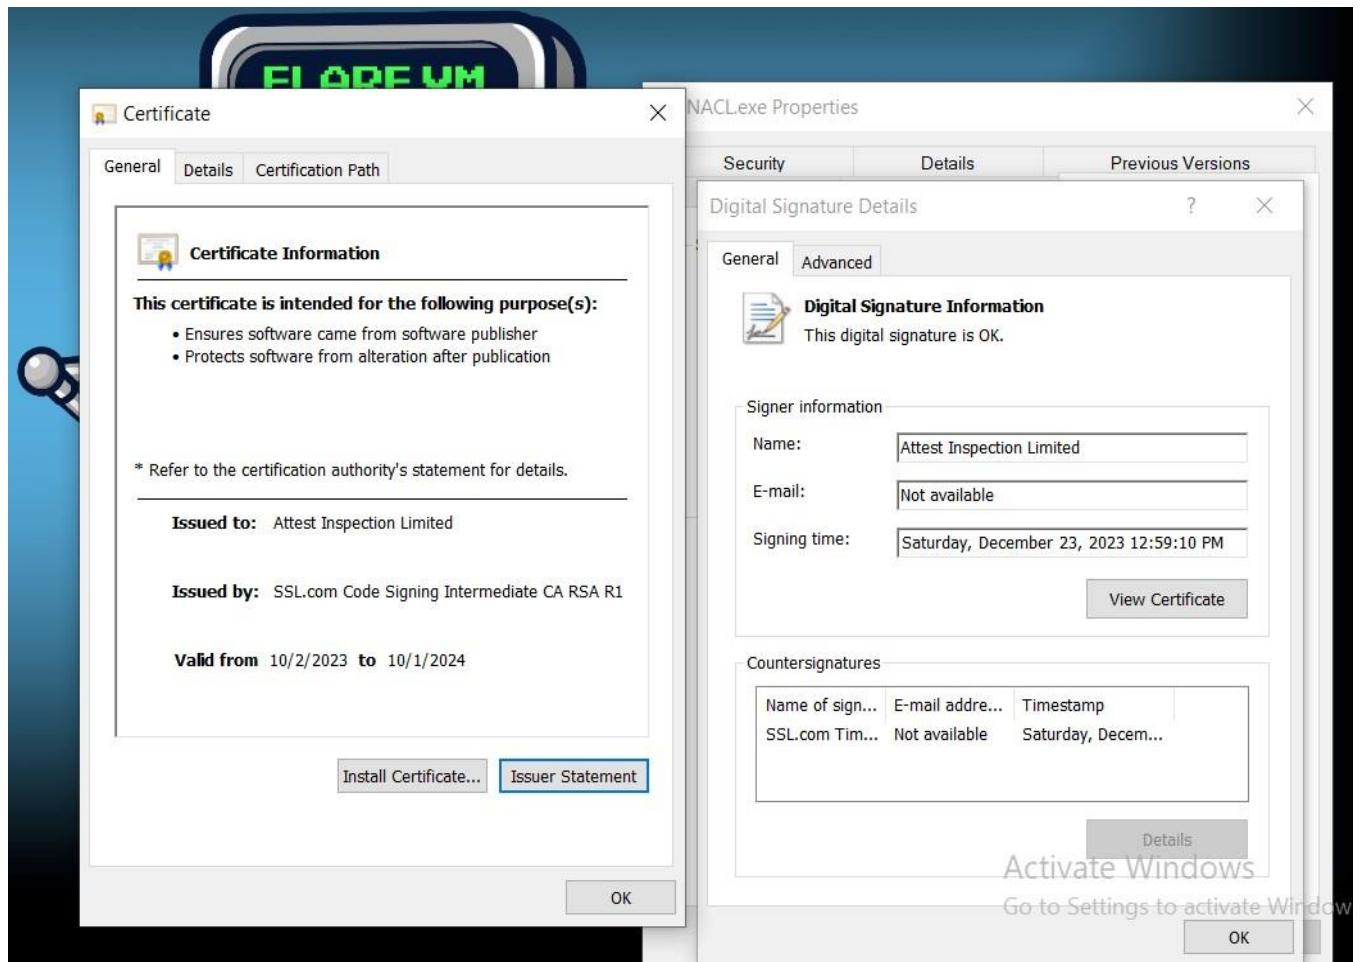 FLARE VM
Certificate
General Details Certification Path
Certificate Information
This certificate is intended for the following purpose(s):
• Ensures software came from software publisher
• Protects software from alteration after publication
* Refer to the certification authority's statement for details.
Issued to: Attest Inspection Limited
Issued by: SSL.com Code Signing Intermediate CA RSA R1
Valid from 10/2/2023 to 10/1/2024
Install Certificate... Issuer Statement
OK
NACL.exe Properties
Security Details Previous Versions
Digital Signature Details
General Advanced
Digital Signature Information
This digital signature is OK.
Signer information
Name: Attest Inspection Limited
E-mail: Not available
Signing time: Saturday, December 23, 2023 12:59:10 PM
View Certificate
Countersignatures
Name of sign... E-mail addre... Timestamp
SSL.com Tim... Not available Saturday, Decem...
Details
Activate Windows
Go to Settings to activate Window
OK